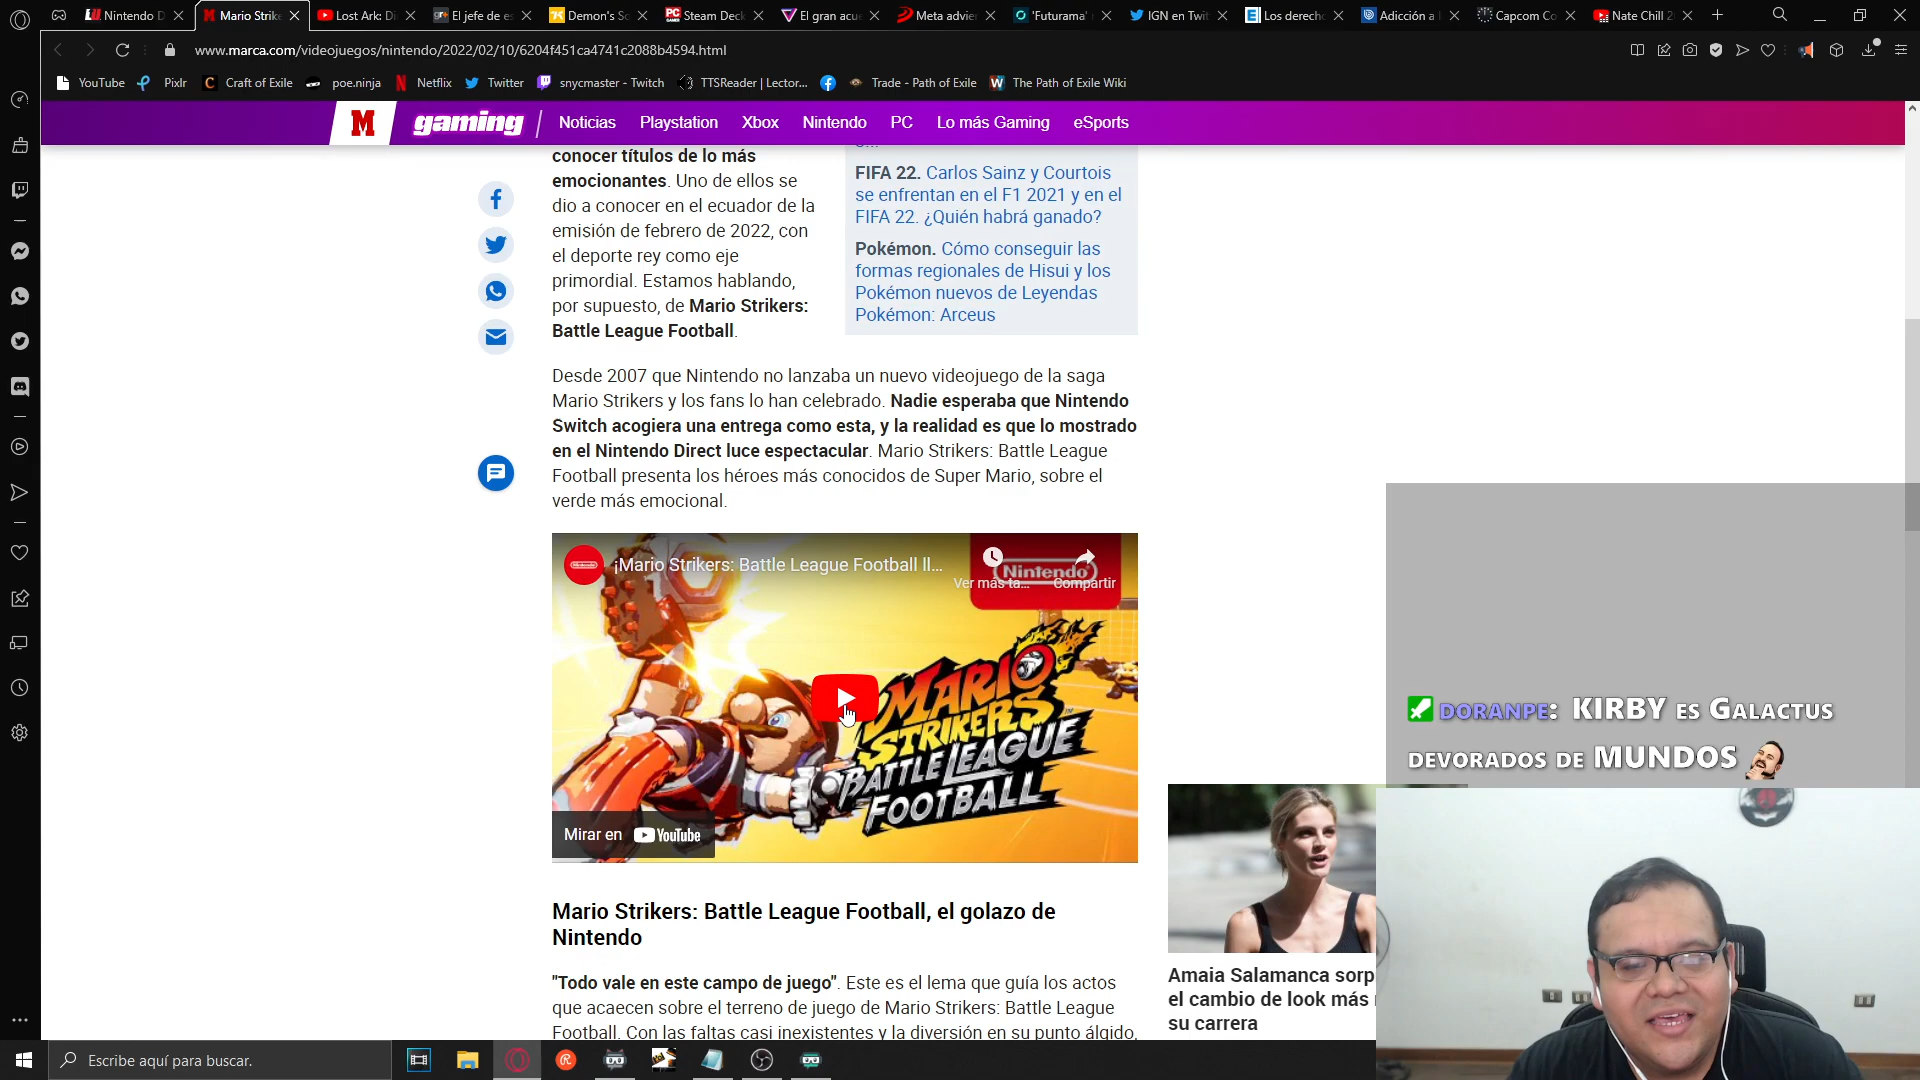 Nintendo D
Mario Strike
Lost Ark: Di
El jefe de es
Demon's So
Steam Deck
El gran acue
Meta advier
'Futurama'
IGN en Twit
Los derech
Adicción a
Capcom Co
Nate Chill 2
www.marca.com/videojuegos/nintendo/2022/02/10/6204f451ca4741c2088b4594.html
YouTube
Pixlr
Craft of Exile
poe.ninja
Netflix
Twitter
snycmaster - Twitch
TTSReader | Lector...
Trade - Path of Exile
The Path of Exile Wiki
M gaming
Noticias
Playstation
Xbox
Nintendo
PC
Lo más Gaming
eSports
conocer títulos de lo más
emocionantes. Uno de ellos se
dio a conocer en el ecuador de la
emisión de febrero de 2022, con
el deporte rey como eje
primordial. Estamos hablando,
por supuesto, de Mario Strikers:
Battle League Football.
FIFA 22. Carlos Sainz y Courtois
se enfrentan en el F1 2021 y en el
FIFA 22. ¿Quién habrá ganado?
Pokémon. Cómo conseguir las
formas regionales de Hisui y los
Pokémon nuevos de Leyendas
Pokémon: Arceus
Desde 2007 que Nintendo no lanzaba un nuevo videojuego de la saga
Mario Strikers y los fans lo han celebrado. Nadie esperaba que Nintendo
Switch acogiera una entrega como esta, y la realidad es que lo mostrado
en el Nintendo Direct luce espectacular. Mario Strikers: Battle League
Football presenta los héroes más conocidos de Super Mario, sobre el
verde más emocional.
¡Mario Strikers: Battle League Football ll...
Nintendo
Ver más ta...
Compartir
MARIO
STRIKERS
BATTLE LEAGUE
FOOTBALL
Mirar en YouTube
DORANPE: KIRBY ES GALACTUS
DEVORADOS DE MUNDOS
Mario Strikers: Battle League Football, el golazo de
Nintendo
"Todo vale en este campo de juego". Este es el lema que guía los actos
que acaecen sobre el terreno de juego de Mario Strikers: Battle League
Football. Con las faltas casi inexistentes y la diversión en su punto álgido,
Amaia Salamanca sorp
el cambio de look más
su carrera
Escribe aquí para buscar.